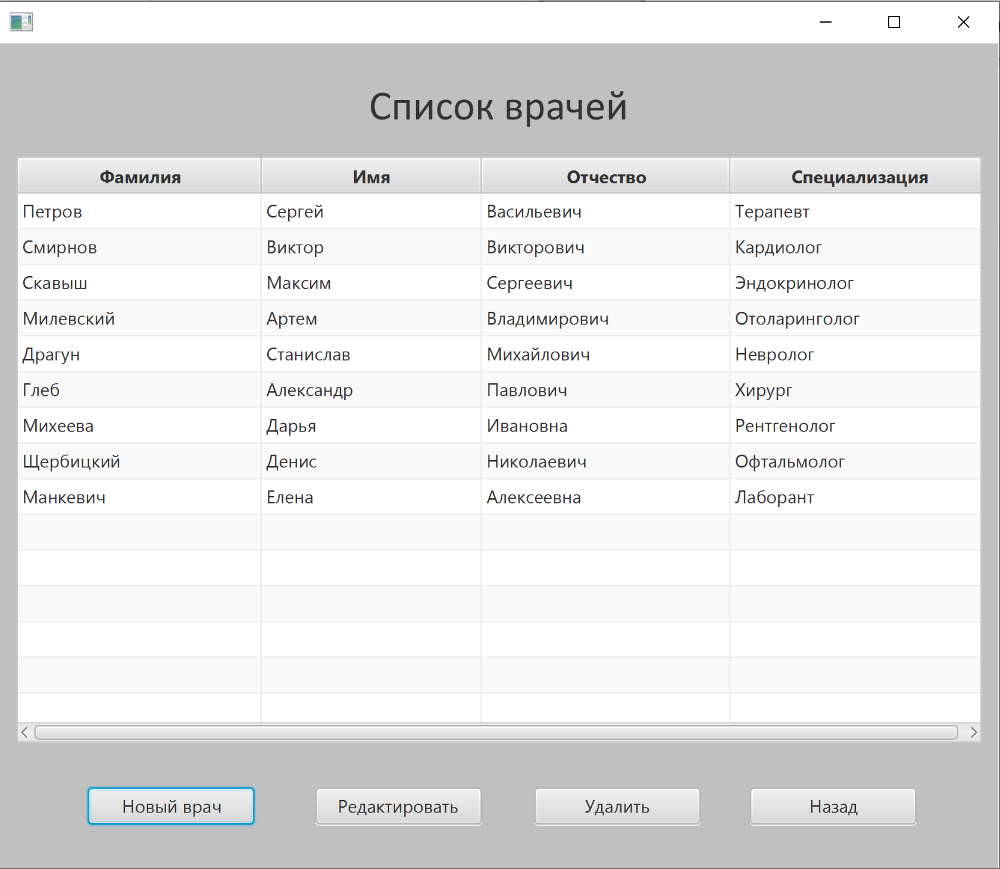 Список врачей
Фамилия Имя Отчество Специализация
Петров Сергей Васильевич Терапевт
Смирнов Виктор Викторович Кардиолог
Скавыш Максим Сергеевич Эндокринолог
Милевский Артем Владимирович Отоларинголог
Драгун Станислав Михайлович Невролог
Глеб Александр Павлович Хирург
Михеева Дарья Ивановна Рентгенолог
Щербицкий Денис Николаевич Офтальмолог
Манкевич Елена Алексеевна Лаборант
Новый врач Редактировать Удалить Назад